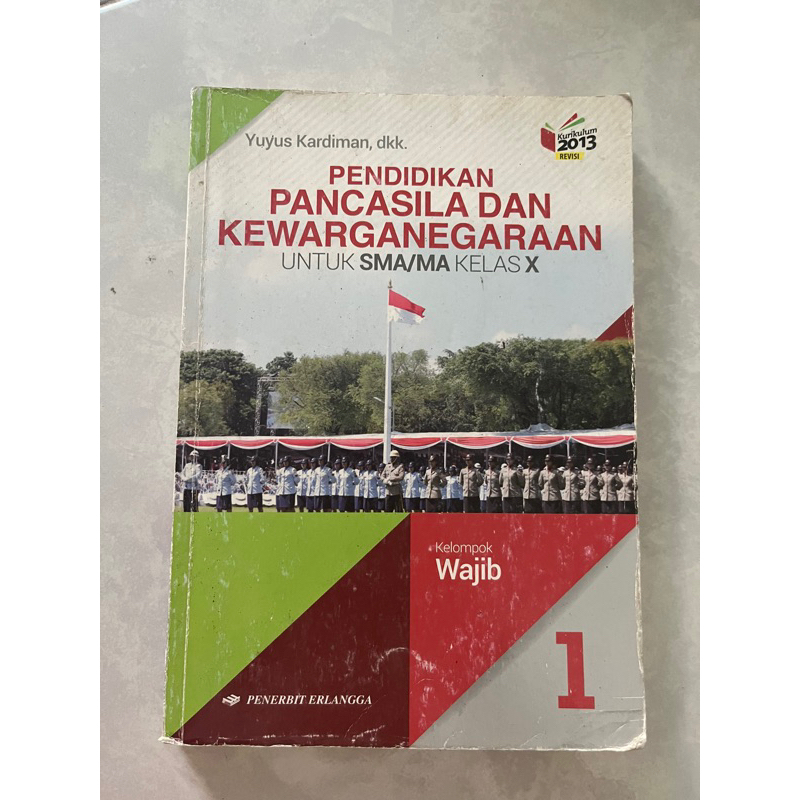 Yuyus Kardiman, dkk.
Kurikulum
2013
REVISI
PENDIDIKAN
PANCASILA DAN
KEWARGANEGARAAN
UNTUK SMA/MA KELAS X
Kelompok
Wajib
1
PENERBIT ERLANGGA